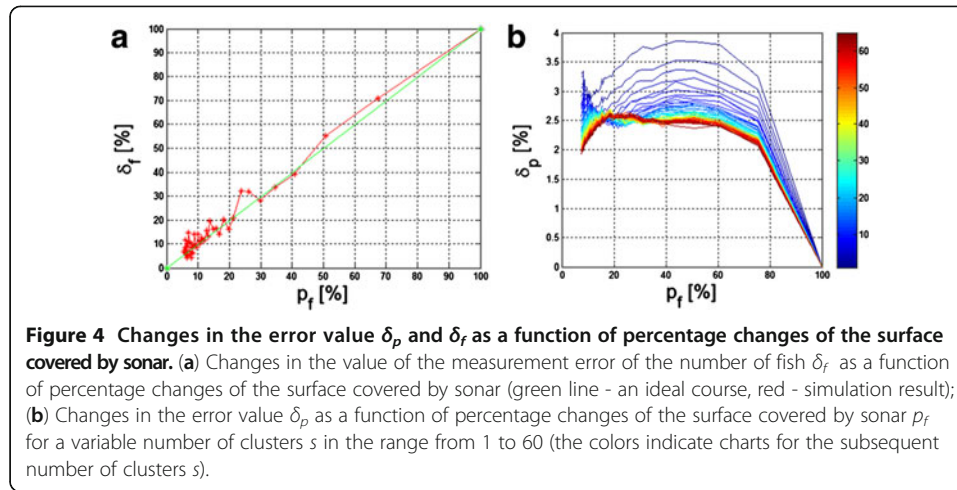 a
100
90
80
70
60
50
40
30
20
10
0
δf [%]
0 10 20 30 40 50 60 70 80 90 100
pf [%]
b
4
3.5
3
2.5
2
1.5
1
0.5
0
δp [%]
0 20 40 60 80 100
pf [%]
60
50
40
30
20
10
Figure 4 Changes in the error value δp and δf as a function of percentage changes of the surface
covered by sonar. (a) Changes in the value of the measurement error of the number of fish δf as a function
of percentage changes of the surface covered by sonar (green line - an ideal course, red - simulation result);
(b) Changes in the error value δp as a function of percentage changes of the surface covered by sonar pf
for a variable number of clusters s in the range from 1 to 60 (the colors indicate charts for the subsequent
number of clusters s).